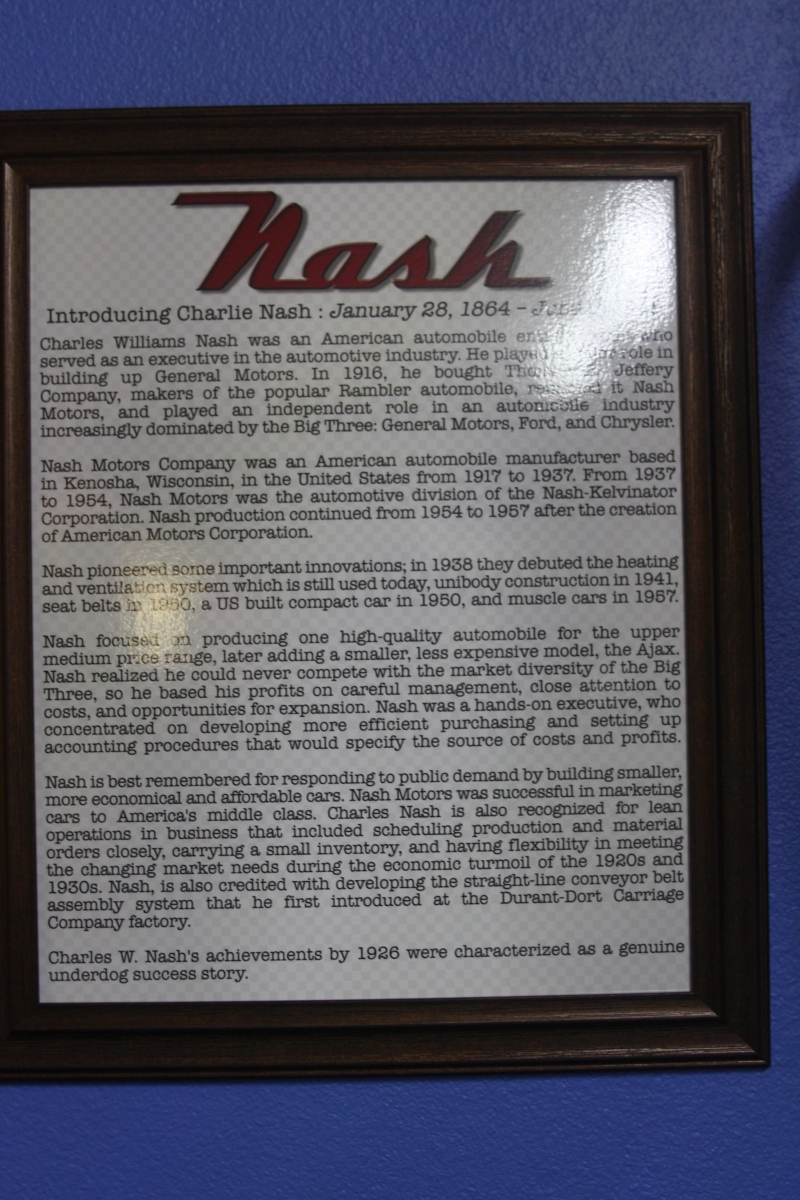 Nash
Introducing Charlie Nash : January 28, 1864 –
Charles Williams Nash was an American automobile who
served as an executive in the automotive industry. He played role in
building up General Motors. In 1916, he bought Jeffery
Company, makers of the popular Rambler automobile, it Nash
Motors, and played an independent role in an automobile industry
increasingly dominated by the Big Three: General Motors, Ford, and Chrysler.
Nash Motors Company was an American automobile manufacturer based
in Kenosha, Wisconsin, in the United States from 1917 to 1937. From 1937
to 1954, Nash Motors was the automotive division of the Nash-Kelvinator
Corporation. Nash production continued from 1954 to 1957 after the creation
of American Motors Corporation.
Nash pioneered some important innovations; in 1938 they debuted the heating
and ventilation system which is still used today, unibody construction in 1941,
seat belts in 1950, a US built compact car in 1950, and muscle cars in 1957.
Nash focused on producing one high-quality automobile for the upper
medium price range, later adding a smaller, less expensive model, the Ajax.
Nash realized he could never compete with the market diversity of the Big
Three, so he based his profits on careful management, close attention to
costs, and opportunities for expansion. Nash was a hands-on executive, who
concentrated on developing more efficient purchasing and setting up
accounting procedures that would specify the source of costs and profits.
Nash is best remembered for responding to public demand by building smaller,
more economical and affordable cars. Nash Motors was successful in marketing
cars to America's middle class. Charles Nash is also recognized for lean
operations in business that included scheduling production and material
orders closely, carrying a small inventory, and having flexibility in meeting
the changing market needs during the economic turmoil of the 1920s and
1930s. Nash, is also credited with developing the straight-line conveyor belt
assembly system that he first introduced at the Durant-Dort Carriage
Company factory.
Charles W. Nash's achievements by 1926 were characterized as a genuine
underdog success story.